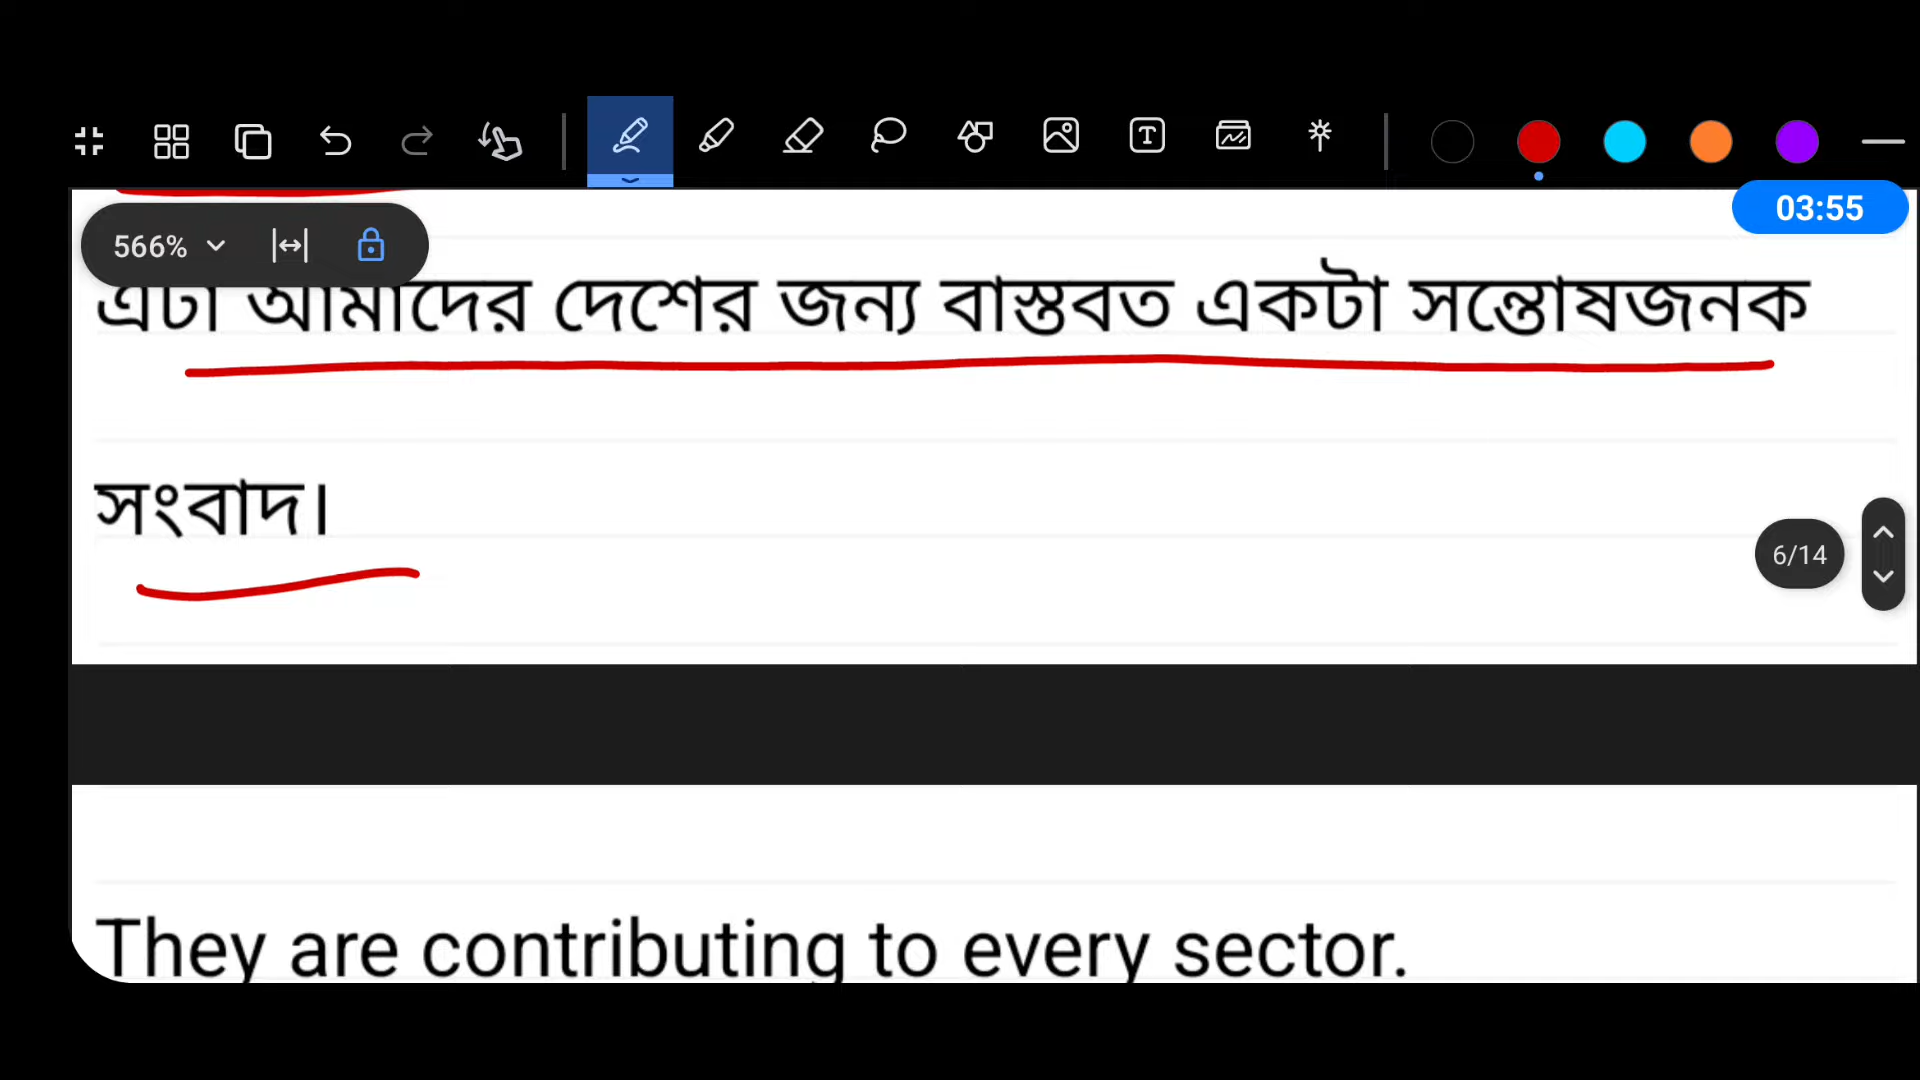 566%
03:55
এটা আমাদের দেশের জন্য বাস্তবত একটা সন্তোষজনক
সংবাদ।
6/14
They are contributing to every sector.